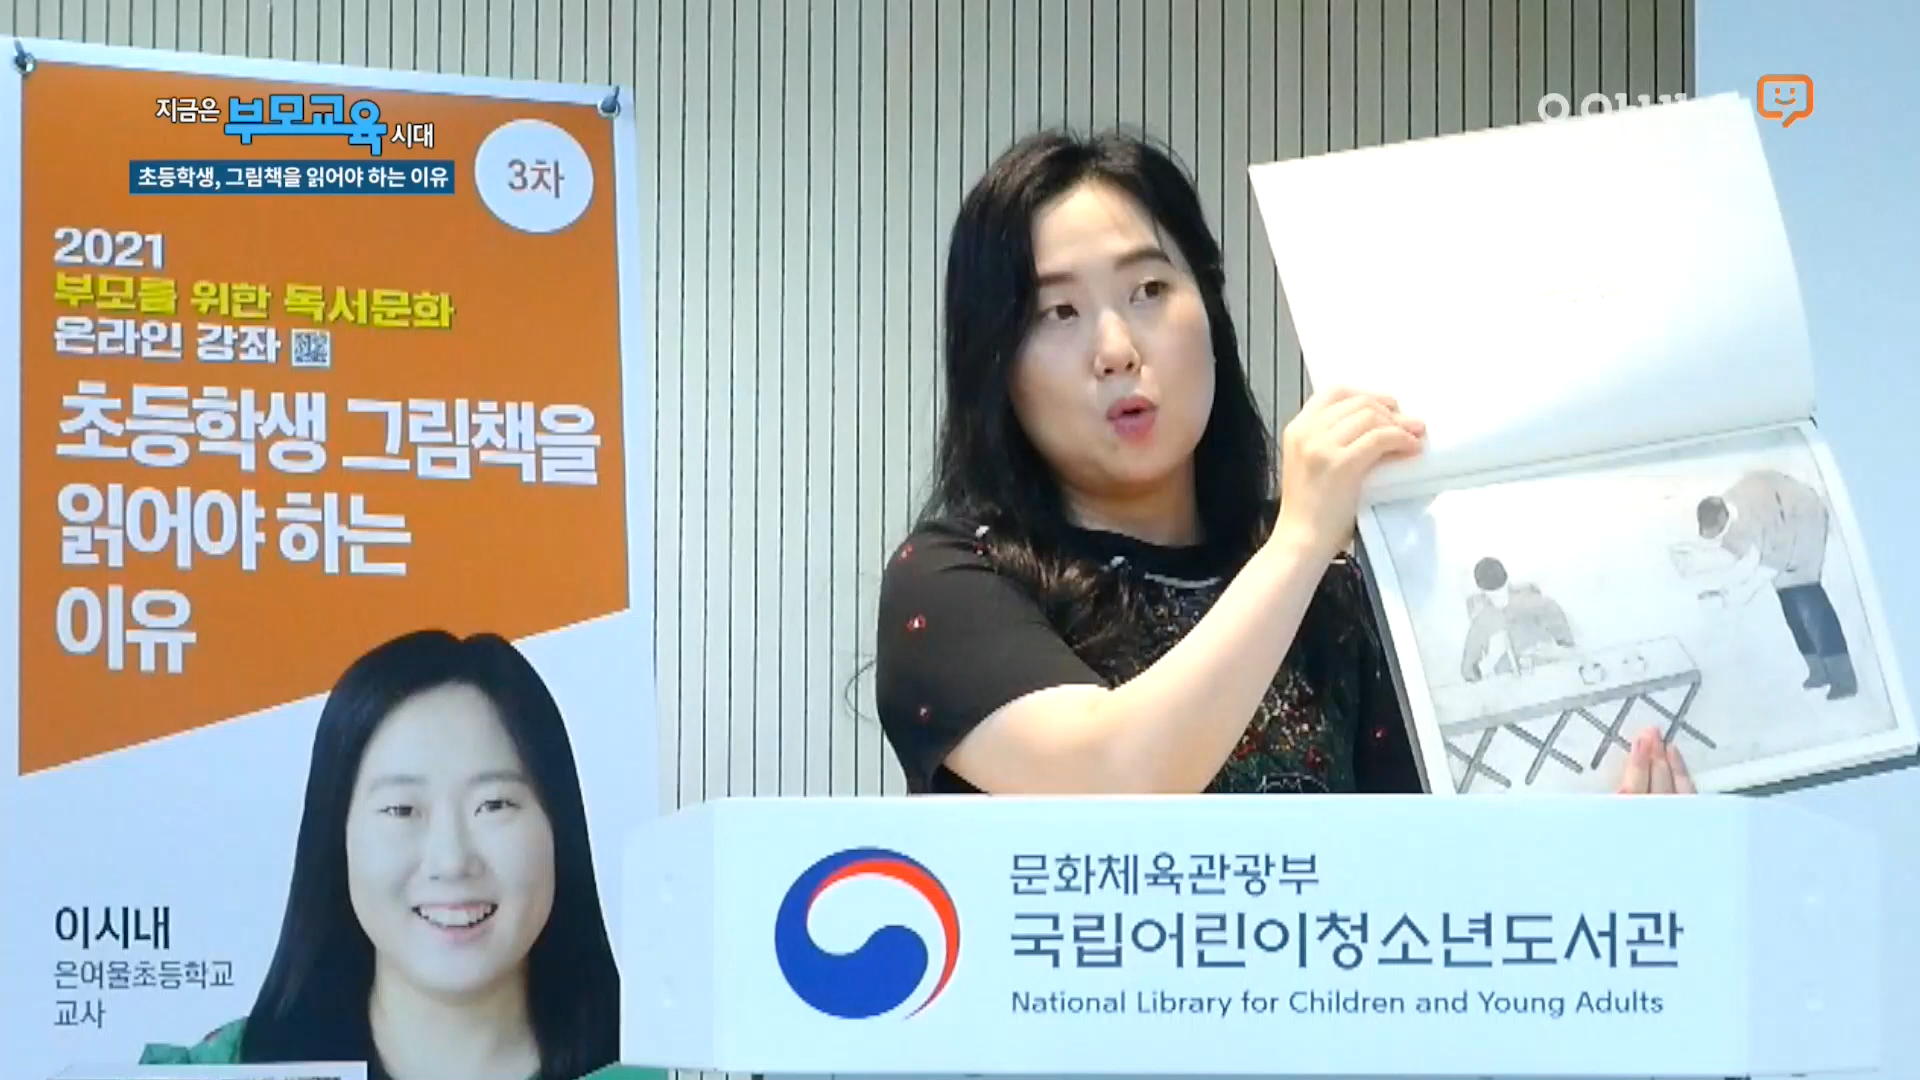 지금은 부모교육 시대
초등학생, 그림책을 읽어야 하는 이유
3차
2021
부모를 위한 독서문화
온라인 강좌
초등학생 그림책을
읽어야 하는
이유
이시내
은여울초등학교
교사
문화체육관광부
국립어린이청소년도서관
National Library for Children and Young Adults